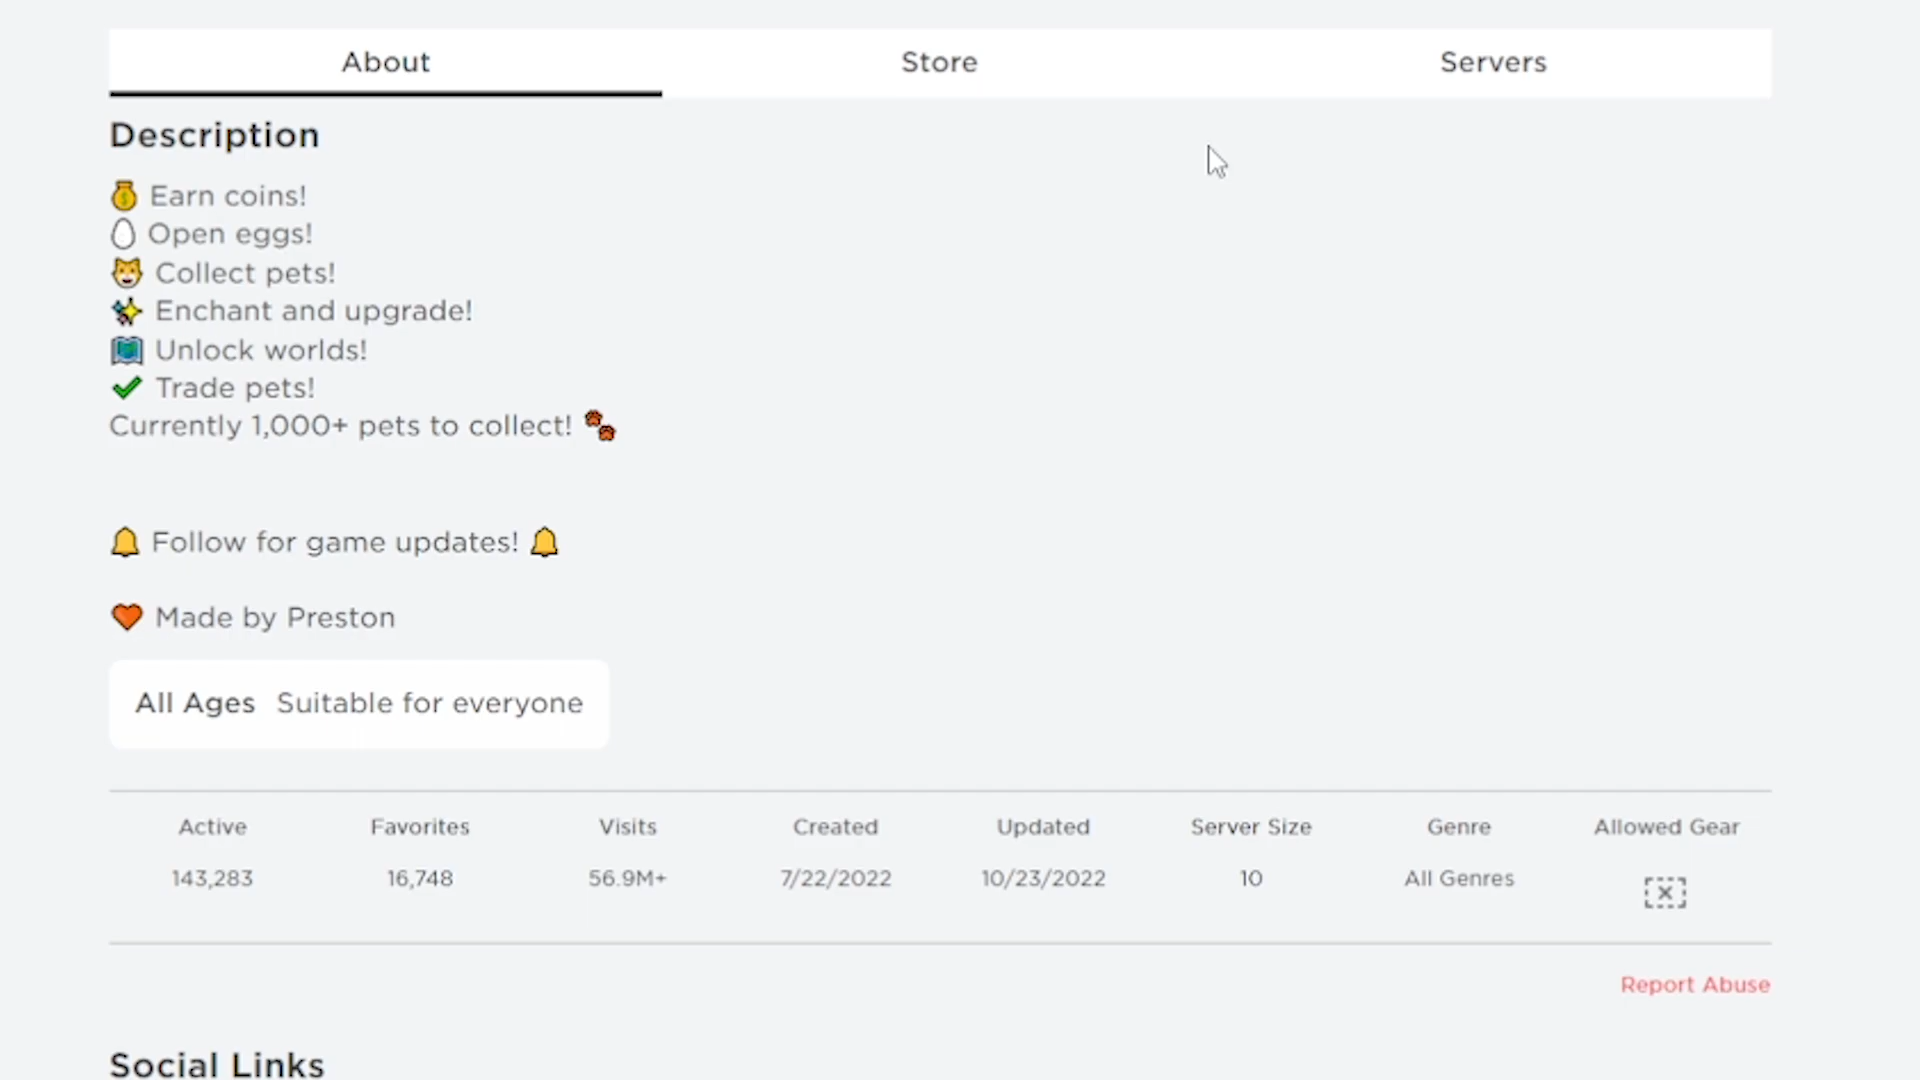 About
Store
Servers
Description
💰 Earn coins!
🥚 Open eggs!
🐱 Collect pets!
✨ Enchant and upgrade!
🗺️ Unlock worlds!
✔️ Trade pets!
Currently 1,000+ pets to collect! 🐾
🔔 Follow for game updates! 🔔
❤️ Made by Preston
All Ages Suitable for everyone
Active Favorites Visits Created Updated Server Size Genre Allowed Gear
143,283 16,748 56.9M+ 7/22/2022 10/23/2022 10 All Genres
Report Abuse
Social Links